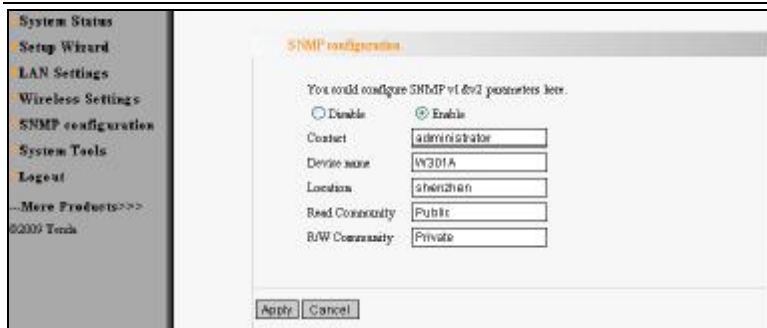 System Status
Setup Wizard
LAN Settings
Wireless Settings
SNMP configuration
System Tools
Logout
...More Products>>>
©2009 Tenda
SNMP configuration.
You could configure SNMP v1 &v2 parameters here.
Disable Enable
Contact administrator
Device name W301A
Location shenzhen
Read Community Public
R/W Community Private
Apply Cancel